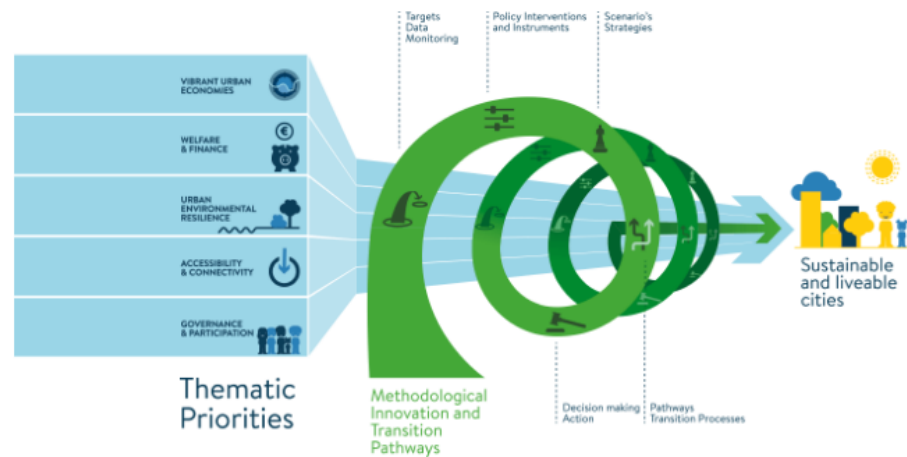 Targets
Data
Monitoring
Policy Interventions
and Instruments
Scenario's
Strategies
VIBRANT URBAN
ECONOMIES
WELFARE
& FINANCE
URBAN
ENVIRONMENTAL
RESILIENCE
ACCESSIBILITY
& CONNECTIVITY
GOVERNANCE
& PARTICIPATION
Thematic
Priorities
Methodological
Innovation and
Transition
Pathways
Decision making
Action
Pathways
Transition Processes
Sustainable
and liveable
cities
€